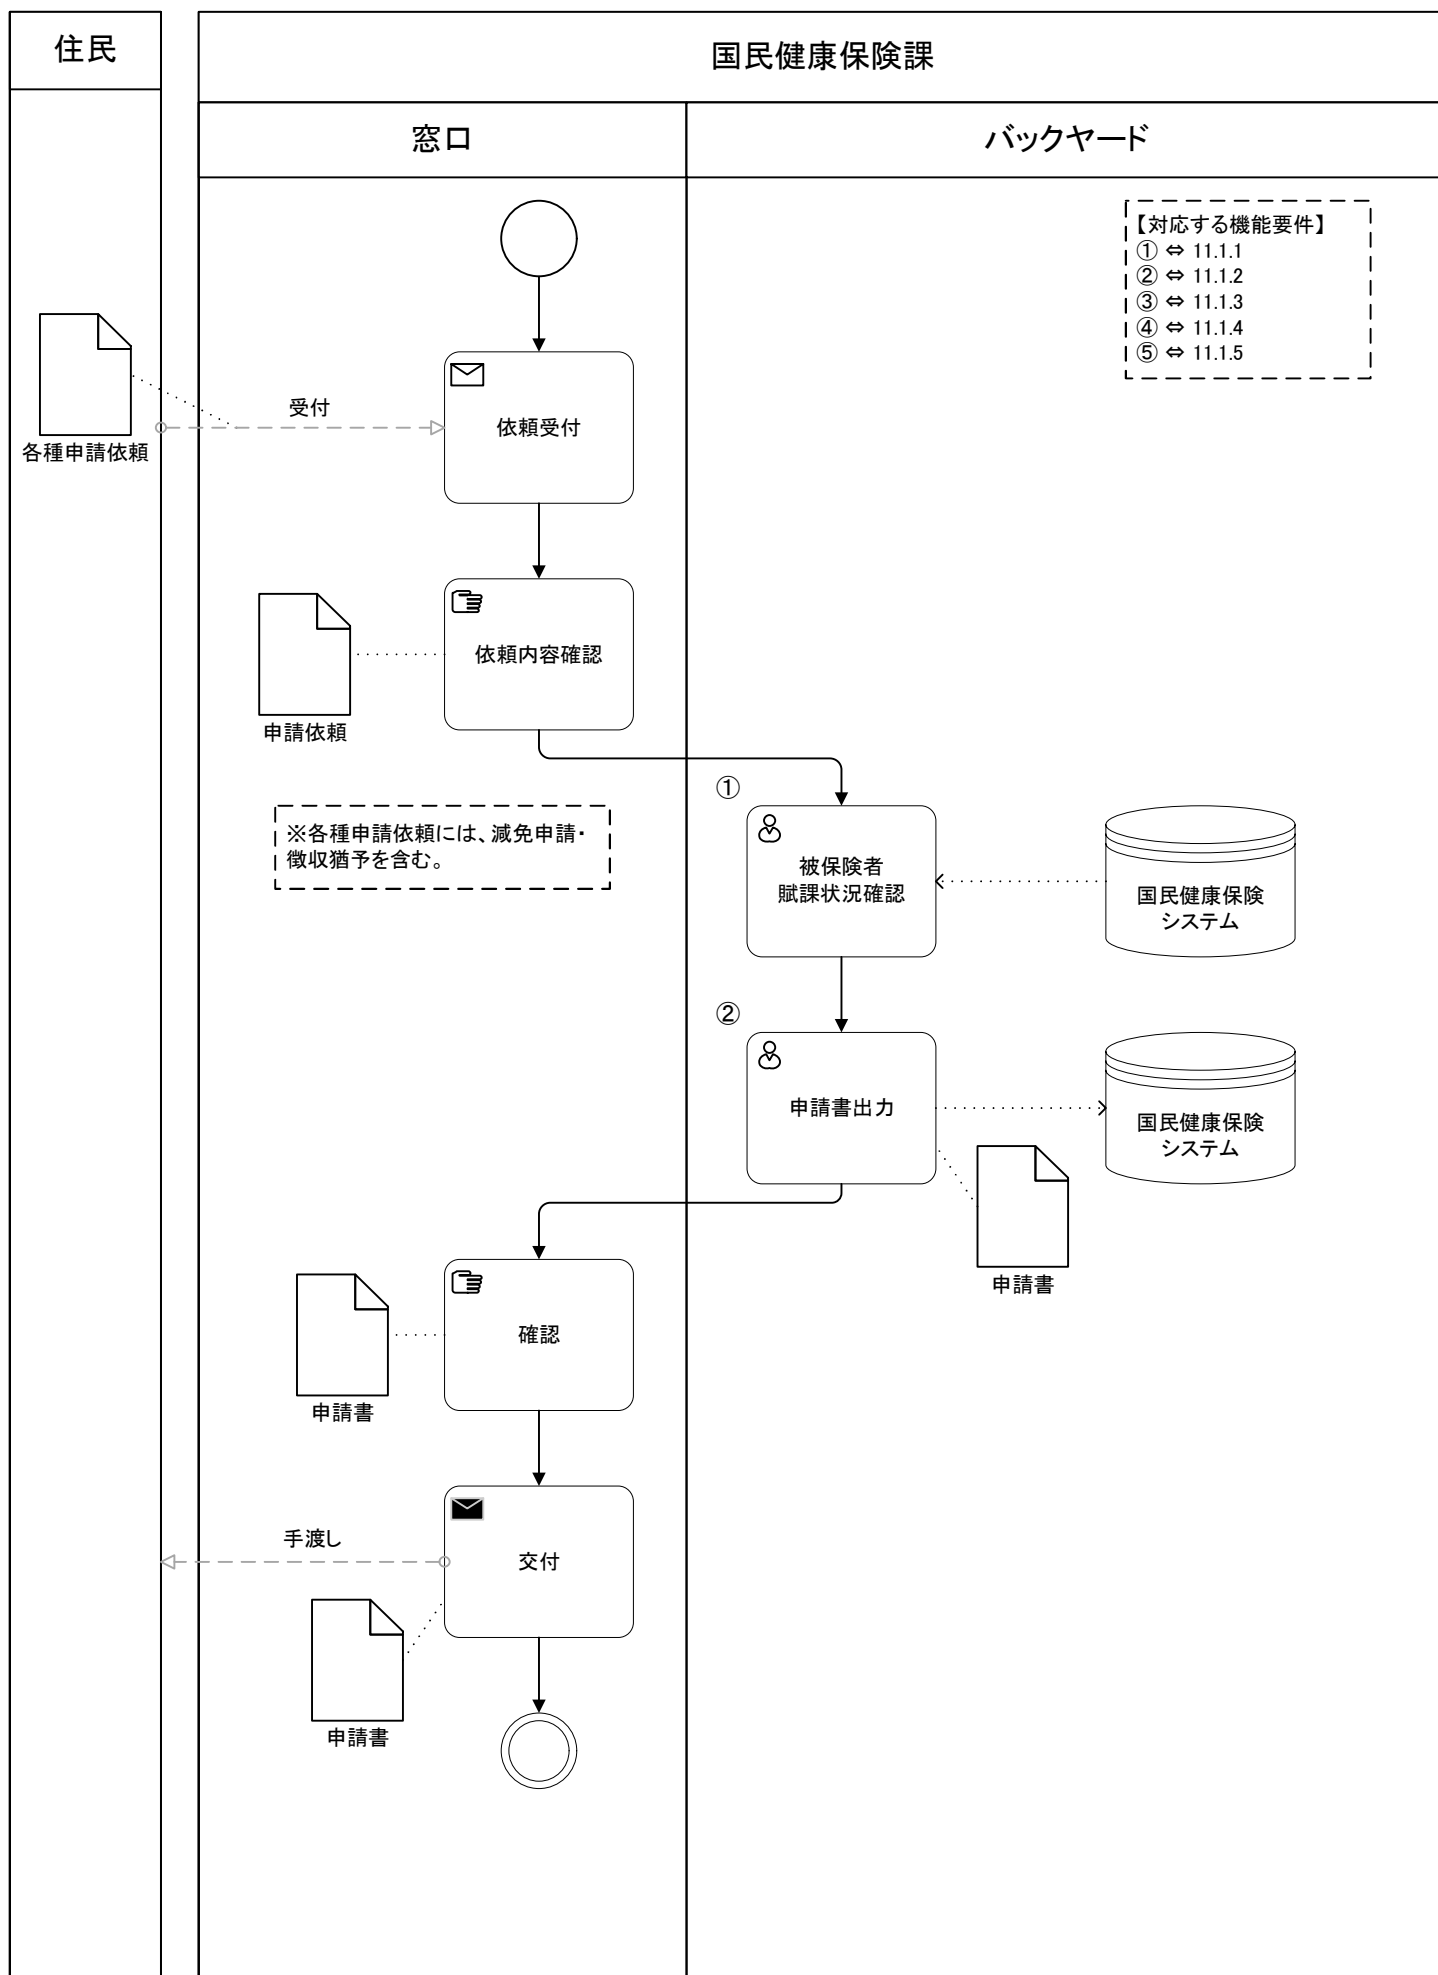 住民
国民健康保険課
窓口
バックヤード
【対応する機能要件】
① ⇔ 11.1.1
② ⇔ 11.1.2
③ ⇔ 11.1.3
④ ⇔ 11.1.4
⑤ ⇔ 11.1.5
各種申請依頼
受付
依頼受付
依頼内容確認
申請依頼
※各種申請依頼には、減免申請・
徴収猶予を含む。
①
被保険者
賦課状況確認
国民健康保険
システム
②
申請書出力
国民健康保険
システム
申請書
確認
申請書
手渡し
交付
申請書